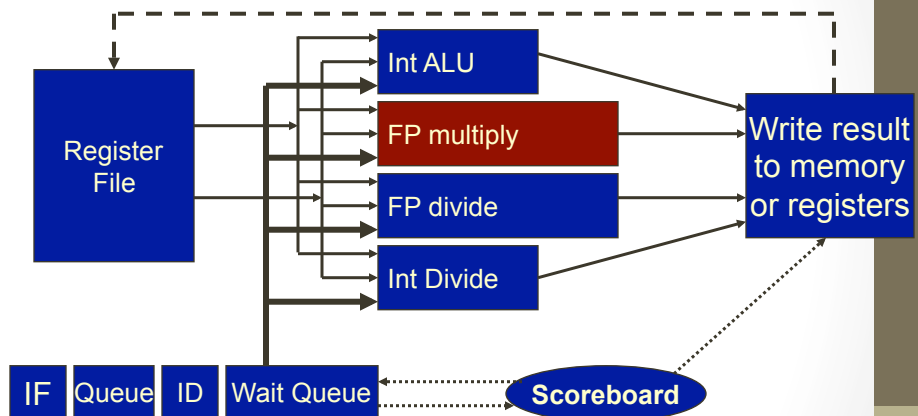 Int ALU
Register
File
FP multiply
Write result
to memory
or registers
FP divide
Int Divide
IF
Queue
ID
Wait Queue
Scoreboard